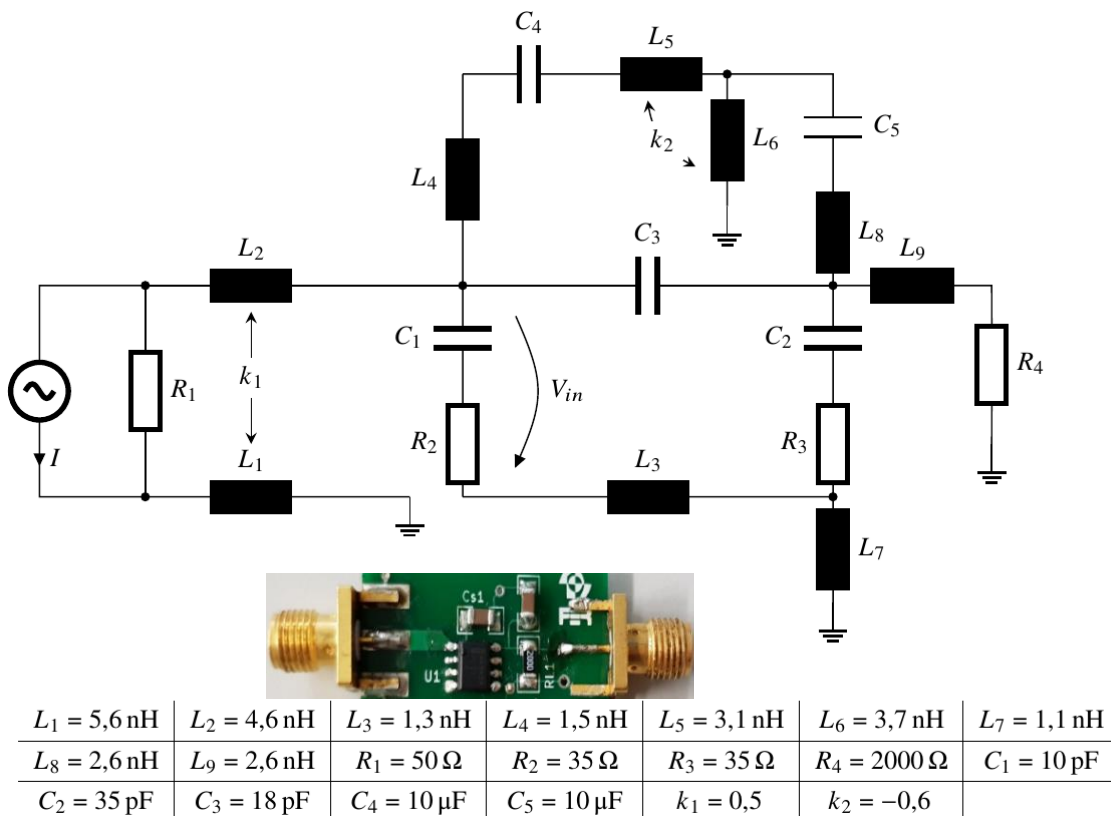 C4
L5
k2
L6
C5
L4
L8
C3
L9
L2
C1
C2
R4
R1
k1
Vin
R2
R3
I
L1
L3
L7
Cs1
U1
0002
RL1
L1 = 5,6 nH L2 = 4,6 nH L3 = 1,3 nH L4 = 1,5 nH L5 = 3,1 nH L6 = 3,7 nH L7 = 1,1 nH
L8 = 2,6 nH L9 = 2,6 nH R1 = 50 Ω R2 = 35 Ω R3 = 35 Ω R4 = 2000 Ω C1 = 10 pF
C2 = 35 pF C3 = 18 pF C4 = 10 µF C5 = 10 µF k1 = 0,5 k2 = −0,6